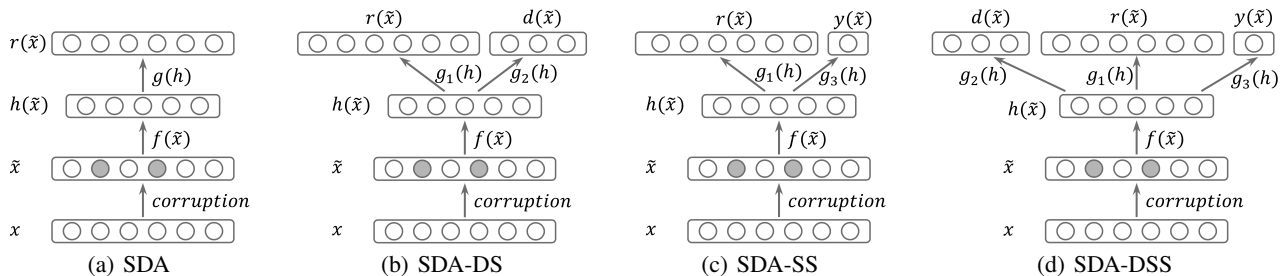 r(x̃) d(x̃) r(x̃) y(x̃) d(x̃) r(x̃) y(x̃)
r(x̃)
g(h) g₁(h) g₂(h) g₁(h) g₃(h) g₂(h) g₁(h) g₃(h)
h(x̃) h(x̃) h(x̃) h(x̃)
f(x̃) f(x̃) f(x̃) f(x̃)
x̃ x̃ x̃ x̃
corruption corruption corruption corruption
x x x x
(a) SDA (b) SDA-DS (c) SDA-SS (d) SDA-DSS